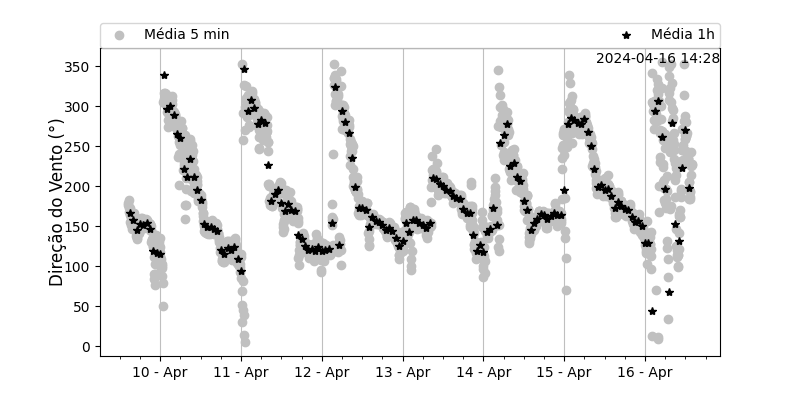 Média 5 min
Média 1h
2024-04-16 14:28
Direção do Vento (°)
350
300
250
200
150
100
50
0
10 - Apr
11 - Apr
12 - Apr
13 - Apr
14 - Apr
15 - Apr
16 - Apr